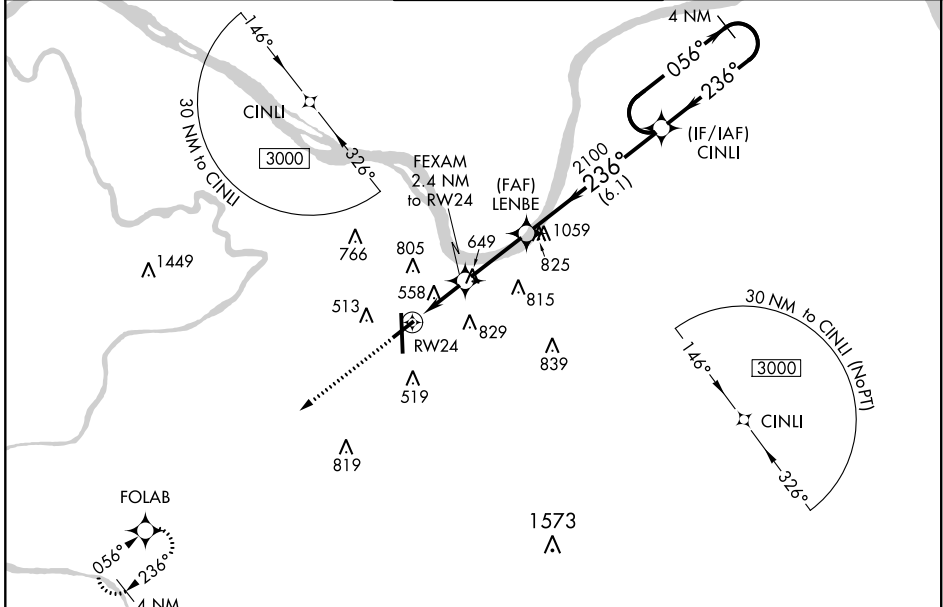 4 NM
056°
236°
(IF/IAF)
CINLI
146°
CINLI
326°
3000
30 NM to CINLI
2100
236°
(6.1)
FEXAM
2.4 NM
to RW24
(FAF)
LENBE
1059
825
649
805
766
1449
558
815
513
829
RW24
839
519
30 NM to CINLI (NoPT)
146°
3000
CINLI
326°
819
FOLAB
056°
236°
4 NM
1573